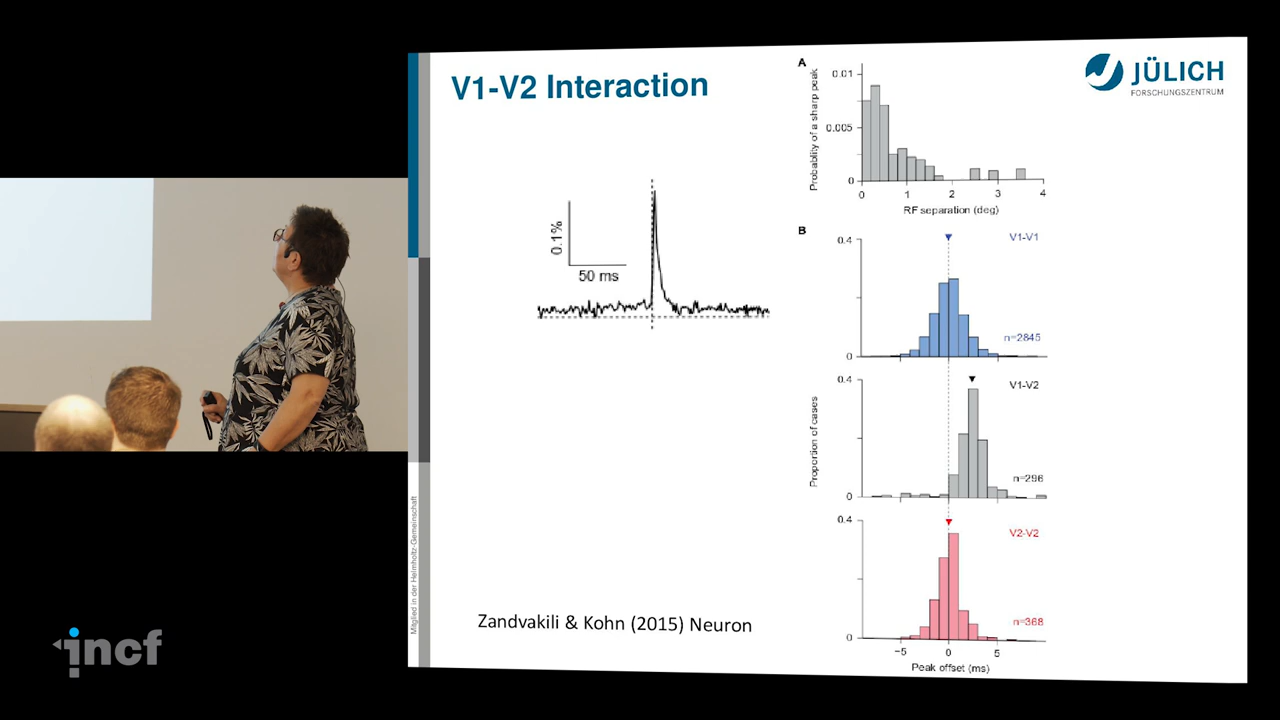 V1-V2 Interaction
JÜLICH
FORSCHUNGSZENTRUM
0.1%
50 ms
A
Probability of a sharp peak
0.01
0.005
0
0 1 2 3 4
RF separation (deg)
B
Proportion of cases
0.4
V1-V1
n=2845
0
0.4
V1-V2
n=296
0
0.4
V2-V2
n=368
0
−5 0 5
Peak offset (ms)
Zandvakili & Kohn (2015) Neuron
Mitglied in der Helmholtz-Gemeinschaft
incf